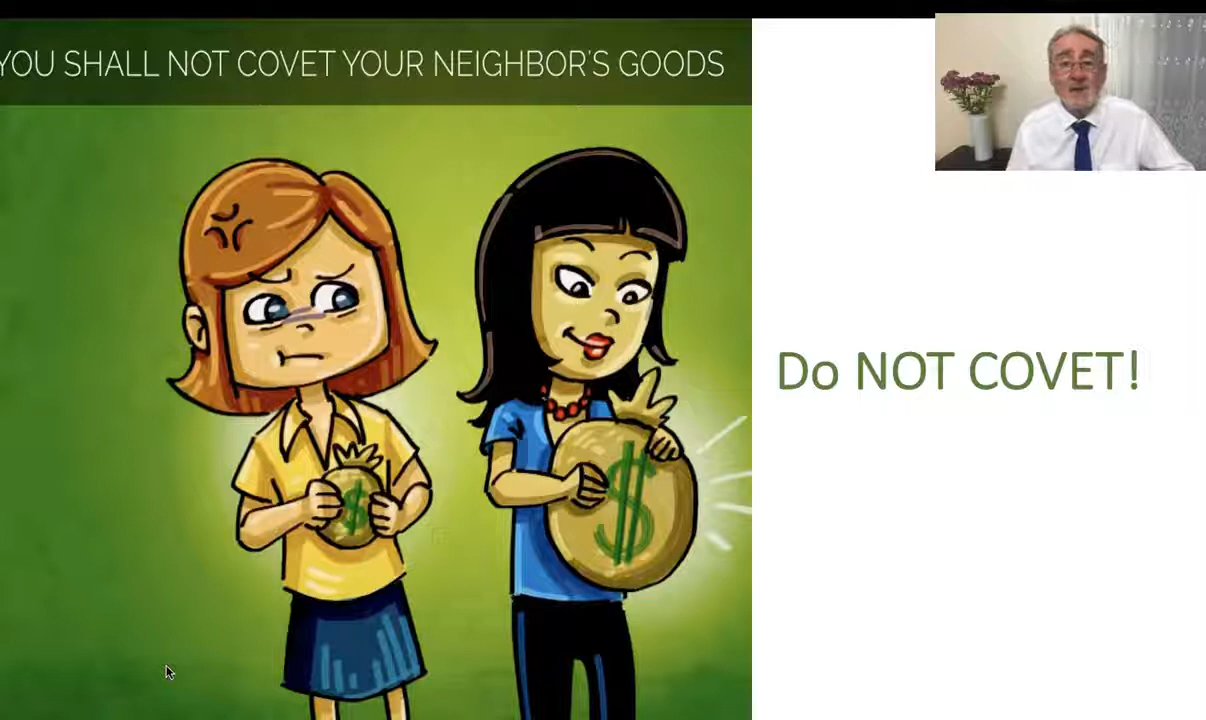 YOU SHALL NOT COVET YOUR NEIGHBOR'S GOODS
Do NOT COVET!
$
$